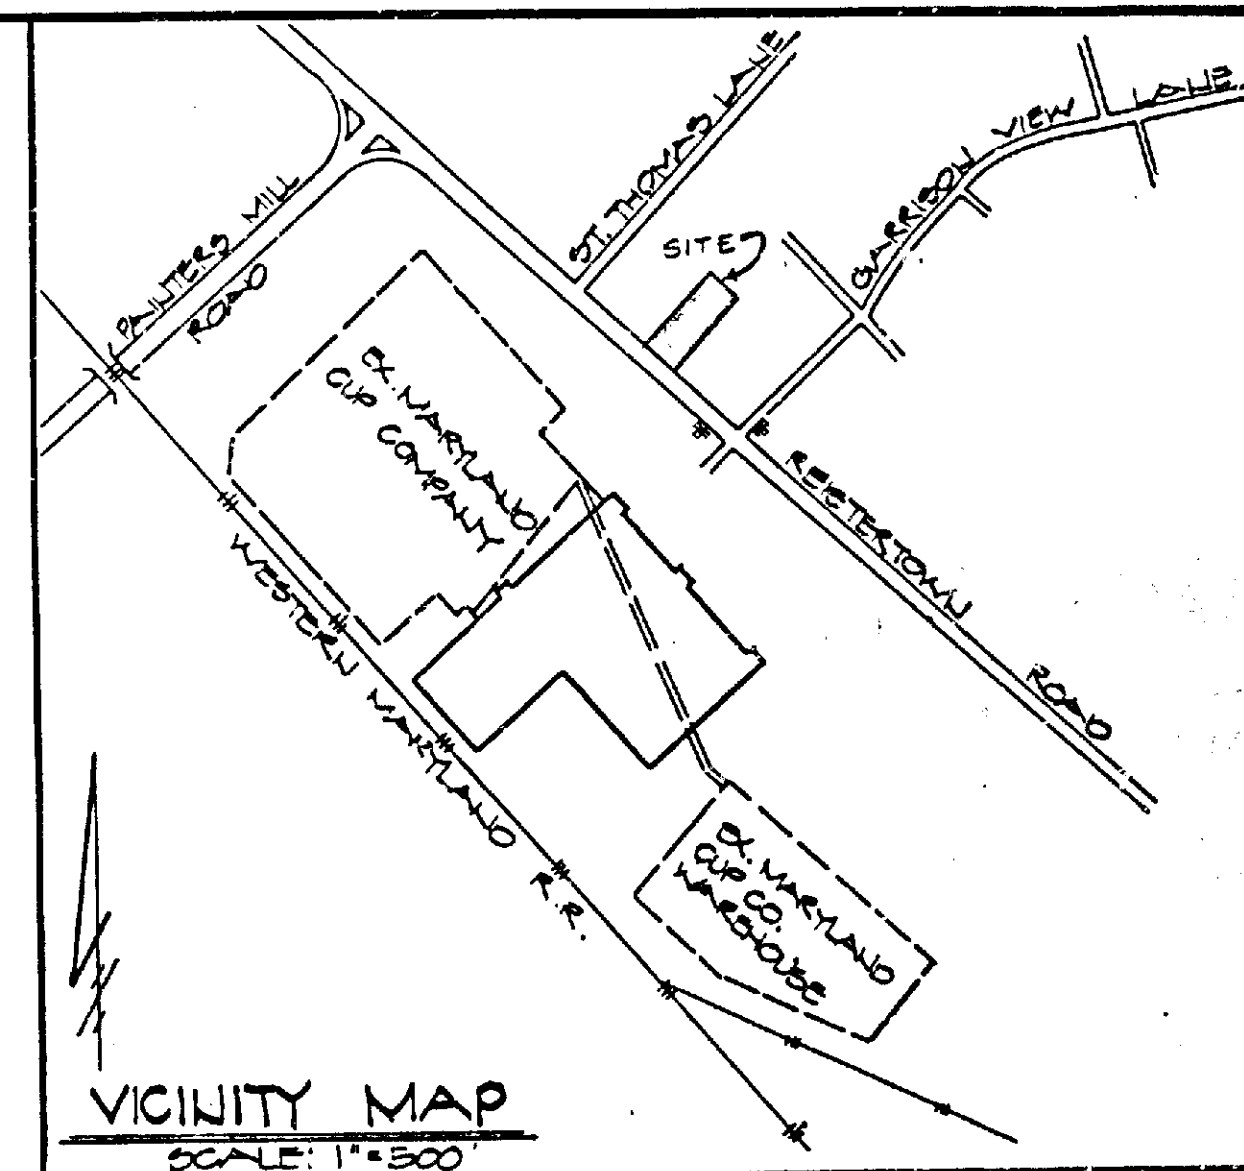 ST. THOMAS LANE
GARRISON VIEW LANE
PAINTERS MILL
ROAD
SITE
EX. MARYLAND
CUP COMPANY
REISTERTOWN ROAD
WESTERN MARYLAND R.R.
EX. MARYLAND
CUP CO.
WAREHOUSE
VICINITY MAP
SCALE: 1"=500'